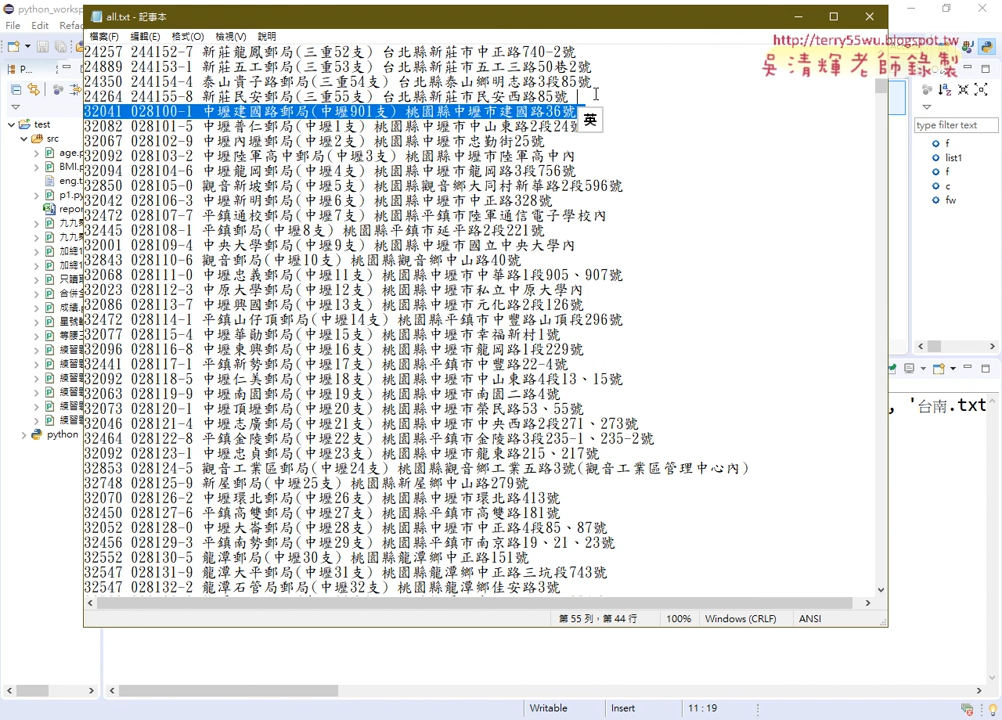 python_worksp
all.txt - 記事本
http://terry55wu.blogspot.tw
吳清輝老師錄製
File Edit Refa
檔案(F) 編輯(E) 格式(O) 檢視(V) 說明
24257 244152-7 新莊龍鳳郵局(三重52支) 台北縣新莊市中正路740-2號
24889 244153-1 新莊五工郵局(三重53支) 台北縣新莊市五工三路50巷2號
24350 244154-4 泰山貴子路郵局(三重54支) 台北縣泰山鄉明志路3段85號
24264 244155-8 新莊民安郵局(三重55支) 台北縣新莊市民安西路85號
32041 028100-1 中壢建國路郵局(中壢901支) 桃園縣中壢市建國路36號
英
32082 028101-5 中壢普仁郵局(中壢1支) 桃園縣中壢市中山東路2段24號
32067 028102-9 中壢內壢郵局(中壢2支) 桃園縣中壢市忠勤街25號
32092 028103-2 中壢陸軍高中郵局(中壢3支) 桃園縣中壢市陸軍高中內
32094 028104-6 中壢龍岡郵局(中壢4支) 桃園縣中壢市龍岡路3段756號
32850 028105-0 觀音新坡郵局(中壢5支) 桃園縣觀音鄉大同村新華路2段596號
32042 028106-3 中壢新明郵局(中壢6支) 桃園縣中壢市中正路328號
32472 028107-7 平鎮通校郵局(中壢7支) 桃園縣平鎮市陸軍通信電子學校內
32445 028108-1 平鎮郵局(中壢8支) 桃園縣平鎮市延平路2段221號
32001 028109-4 中央大學郵局(中壢9支) 桃園縣中壢市國立中央大學內
32843 028110-6 觀音郵局(中壢10支) 桃園縣觀音鄉中山路40號
32068 028111-0 中壢忠義郵局(中壢11支) 桃園縣中壢市中華路1段905、907號
32023 028112-3 中原大學郵局(中壢12支) 桃園縣中壢市私立中原大學內
32086 028113-7 中壢興國郵局(中壢13支) 桃園縣中壢市元化路2段126號
32472 028114-1 平鎮山仔頂郵局(中壢14支) 桃園縣平鎮市中豐路山頂段296號
32077 028115-4 中壢華勛郵局(中壢15支) 桃園縣中壢市幸福新村1號
32096 028116-8 中壢東興郵局(中壢16支) 桃園縣中壢市龍岡路1段229號
32441 028117-1 平鎮新勢郵局(中壢17支) 桃園縣平鎮市中豐路22-4號
32092 028118-5 中壢仁美郵局(中壢18支) 桃園縣中壢市中山東路4段13、15號
32063 028119-9 中壢南園郵局(中壢19支) 桃園縣中壢市南園二路4號
32073 028120-1 中壢頂壢郵局(中壢20支) 桃園縣中壢市榮民路53、55號
32046 028121-4 中壢志廣郵局(中壢21支) 桃園縣中壢市中央西路2段271、273號
32464 028122-8 平鎮金陵郵局(中壢22支) 桃園縣平鎮市金陵路3段235-1、235-2號
32092 028123-1 中壢忠貞郵局(中壢23支) 桃園縣中壢市龍東路215、217號
32853 028124-5 觀音工業區郵局(中壢24支) 桃園縣觀音鄉工業五路3號(觀音工業區管理中心內)
32748 028125-9 新屋郵局(中壢25支) 桃園縣新屋鄉中山路279號
32070 028126-2 中壢環北郵局(中壢26支) 桃園縣中壢市環北路413號
32450 028127-6 平鎮高雙郵局(中壢27支) 桃園縣平鎮市高雙路181號
32052 028128-0 中壢大崙郵局(中壢28支) 桃園縣中壢市中正路4段85、87號
32456 028129-3 平鎮南勢郵局(中壢29支) 桃園縣平鎮市南京路19、21、23號
32552 028130-5 龍潭郵局(中壢30支) 桃園縣龍潭鄉中正路151號
32547 028131-9 龍潭大平郵局(中壢31支) 桃園縣龍潭鄉中正路三坑段743號
32547 028132-2 龍潭石管局郵局(中壢32支) 桃園縣龍潭鄉佳安路3號
第 55 列，第 44 行 100% Windows (CRLF) ANSI
P...
test
src
age.p
BMI.p
eng.t
p1.py
repor
九九乘
九九
加總1
加總1
只讀取
合併全
成績.p
星號
等腰三
練習
練習
練習
練習
練習
python
type filter text
f
list1
f
c
fw
, '台南.txt
Writable Insert 11 : 19